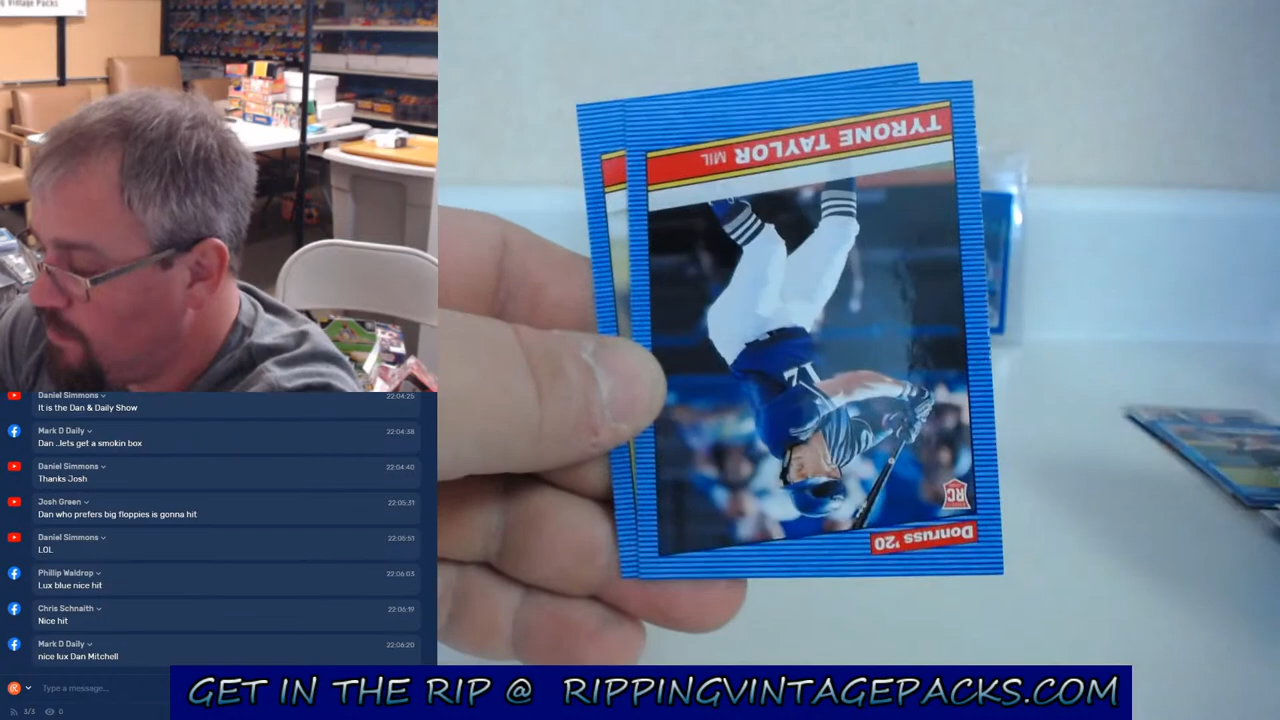 g Vintage Packs
Daniel Simmons
22:04:25
It is the Dan & Daily Show
Mark D Daily
22:04:38
Dan ..lets get a smokin box
Daniel Simmons
22:04:40
Thanks Josh
Josh Green
22:05:31
Dan who prefers big floppies is gonna hit
Daniel Simmons
22:05:51
LOL
Phillip Waldrop
22:06:03
Lux blue nice hit
Chris Schnaith
22:06:19
Nice hit
Mark D Daily
22:06:20
nice lux Dan Mitchell
Type a message...
3/3
0
TYRONE TAYLOR MIL
RC
Donruss '20
GET IN THE RIP @ RIPPINGVINTAGEPACKS.COM